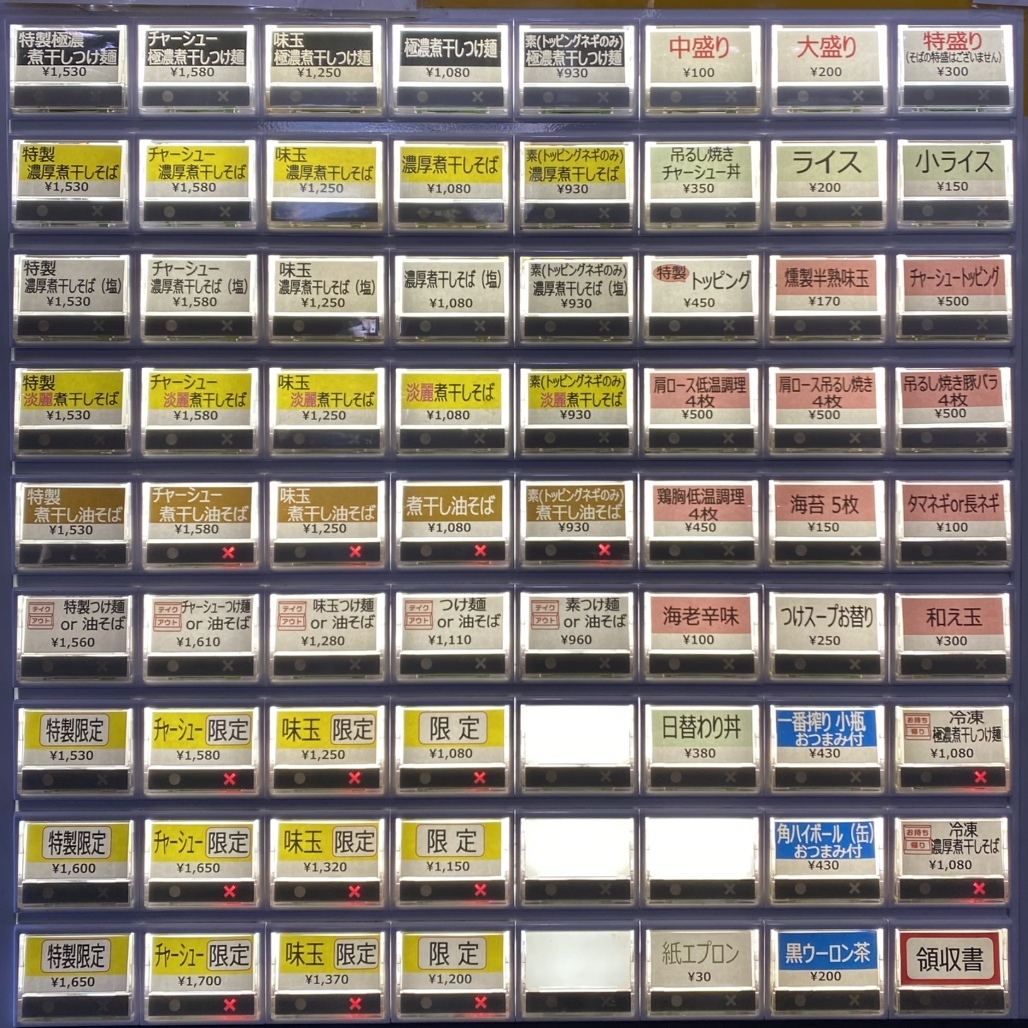 特製極濃
煮干しつけ麺
¥1,530
チャーシュー
極濃煮干しつけ麺
¥1,580
味玉
極濃煮干しつけ麺
¥1,250
極濃煮干しつけ麺
¥1,080
素(トッピングネギのみ)
極濃煮干しつけ麺
¥930
中盛り
¥100
大盛り
¥200
特盛り
(そばの特盛はございません)
¥300
特製
濃厚煮干しそば
¥1,530
チャーシュー
濃厚煮干しそば
¥1,580
味玉
濃厚煮干しそば
¥1,250
濃厚煮干しそば
¥1,080
素(トッピングネギのみ)
濃厚煮干しそば
¥930
吊るし焼き
チャーシュー丼
¥350
ライス
¥200
小ライス
¥150
特製
濃厚煮干しそば（塩）
¥1,530
チャーシュー
濃厚煮干しそば（塩）
¥1,580
味玉
濃厚煮干しそば（塩）
¥1,250
濃厚煮干しそば（塩）
¥1,080
素(トッピングネギのみ)
濃厚煮干しそば（塩）
¥930
特製トッピング
¥450
燻製半熟味玉
¥170
チャーシュートッピング
¥500
特製
淡麗煮干しそば
¥1,530
チャーシュー
淡麗煮干しそば
¥1,580
味玉
淡麗煮干しそば
¥1,250
淡麗煮干しそば
¥1,080
素(トッピングネギのみ)
淡麗煮干しそば
¥930
肩ロース低温調理
4枚
¥500
肩ロース吊るし焼き
4枚
¥500
吊るし焼き豚バラ
4枚
¥500
特製
煮干し油そば
¥1,530
チャーシュー
煮干し油そば
¥1,580
味玉
煮干し油そば
¥1,250
煮干し油そば
¥1,080
素(トッピングネギのみ)
煮干し油そば
¥930
鶏胸低温調理
4枚
¥450
海苔 5枚
¥150
タマネギor長ネギ
¥100
テイクアウト
特製つけ麺
or 油そば
¥1,560
テイクアウト
チャーシューつけ麺
or 油そば
¥1,610
テイクアウト
味玉つけ麺
or 油そば
¥1,280
テイクアウト
つけ麺
or 油そば
¥1,110
テイクアウト
素つけ麺
or 油そば
¥960
海老辛味
¥100
つけスープお替り
¥250
和え玉
¥300
特製限定
¥1,530
チャーシュー限定
¥1,580
味玉 限定
¥1,250
限定
¥1,080
日替わり丼
¥380
一番搾り 小瓶
おつまみ付
¥430
お持ち帰り
冷凍
極濃煮干しつけ麺
¥1,080
特製限定
¥1,600
チャーシュー限定
¥1,650
味玉 限定
¥1,320
限定
¥1,150
角ハイボール（缶）
おつまみ付
¥430
お持ち帰り
冷凍
濃厚煮干しそば
¥1,080
特製限定
¥1,650
チャーシュー限定
¥1,700
味玉 限定
¥1,370
限定
¥1,200
紙エプロン
¥30
黒ウーロン茶
¥200
領収書